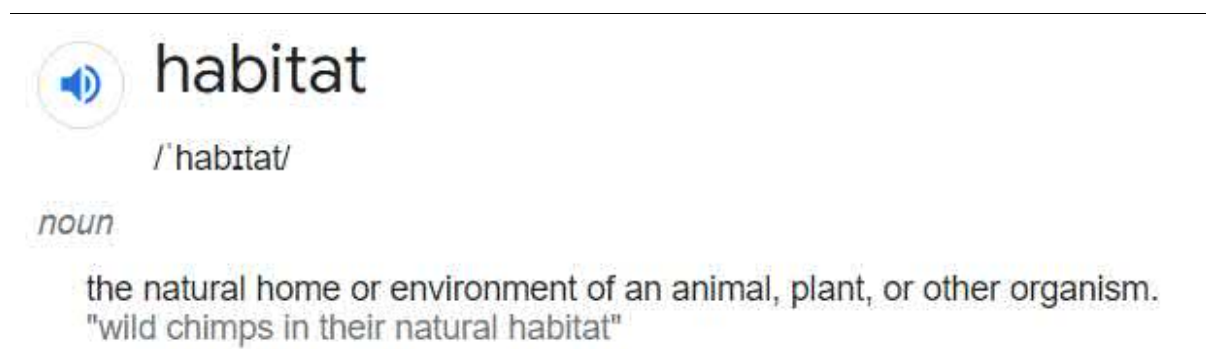 habitat
/ˈhabɪtat/
noun
the natural home or environment of an animal, plant, or other organism.
"wild chimps in their natural habitat"